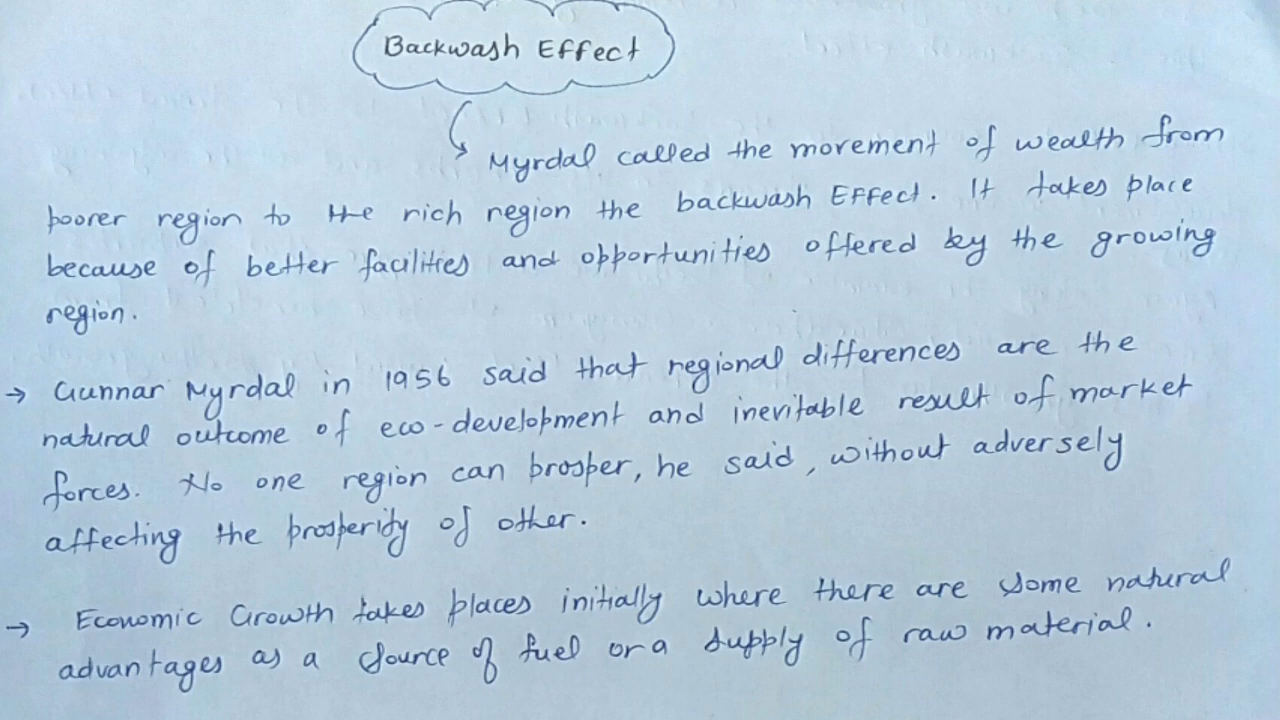 Backwash Effect
Myrdal called the movement of wealth from
poorer region to the rich region the backwash Effect. It takes place
because of better facilities and opportunities offered by the growing
region.
→ Gunnar Myrdal in 1956 said that regional differences are the
natural outcome of eco-development and inevitable result of market
forces. No one region can prosper, he said, without adversely
affecting the prosperity of other.
→ Economic Growth takes places initially where there are some natural
advantages as a source of fuel or a supply of raw material.